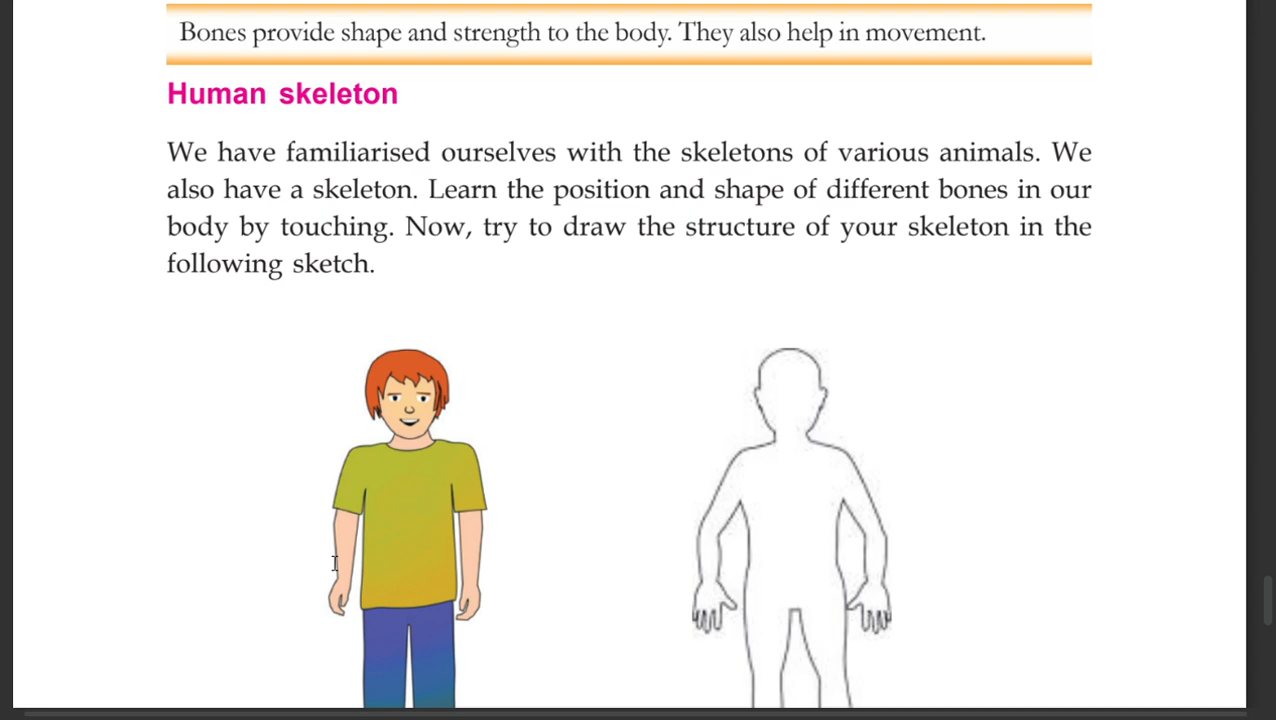 Bones provide shape and strength to the body. They also help in movement.
Human skeleton
We have familiarised ourselves with the skeletons of various animals. We
also have a skeleton. Learn the position and shape of different bones in our
body by touching. Now, try to draw the structure of your skeleton in the
following sketch.